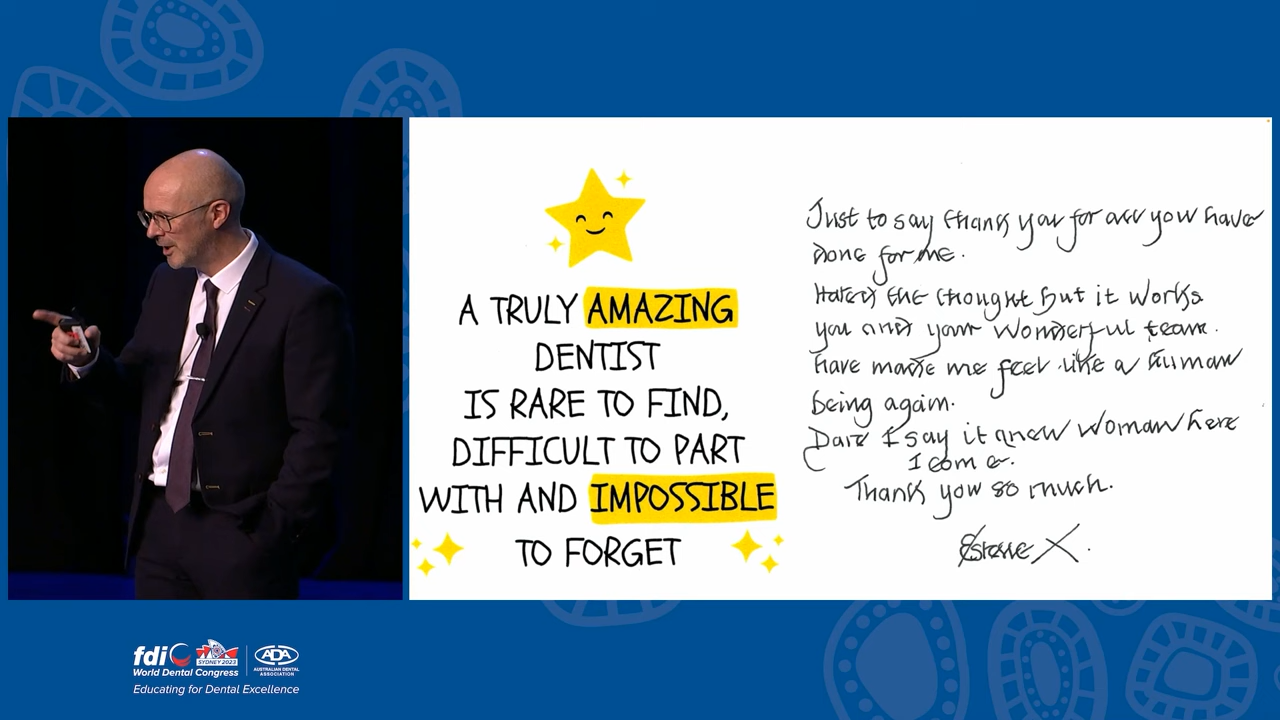 A TRULY AMAZING
DENTIST
IS RARE TO FIND,
DIFFICULT TO PART
WITH AND IMPOSSIBLE
TO FORGET
Just to say thank you for all you have
done for me.
the thought But it works
you and your wonderful team.
have made me feel like a human
being again.
Dare I say it a new woman here
I come.
Thank you so much.
X.
fdi
SYDNEY 2023
World Dental Congress
ADA
AUSTRALIAN DENTAL
ASSOCIATION
Educating for Dental Excellence